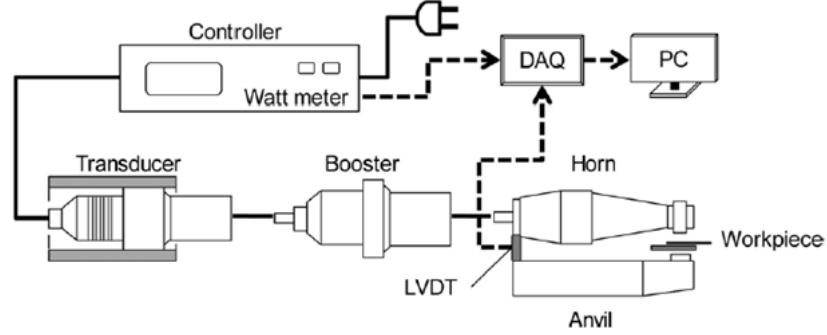 Controller
Watt meter
DAQ
PC
Transducer
Booster
Horn
Workpiece
LVDT
Anvil